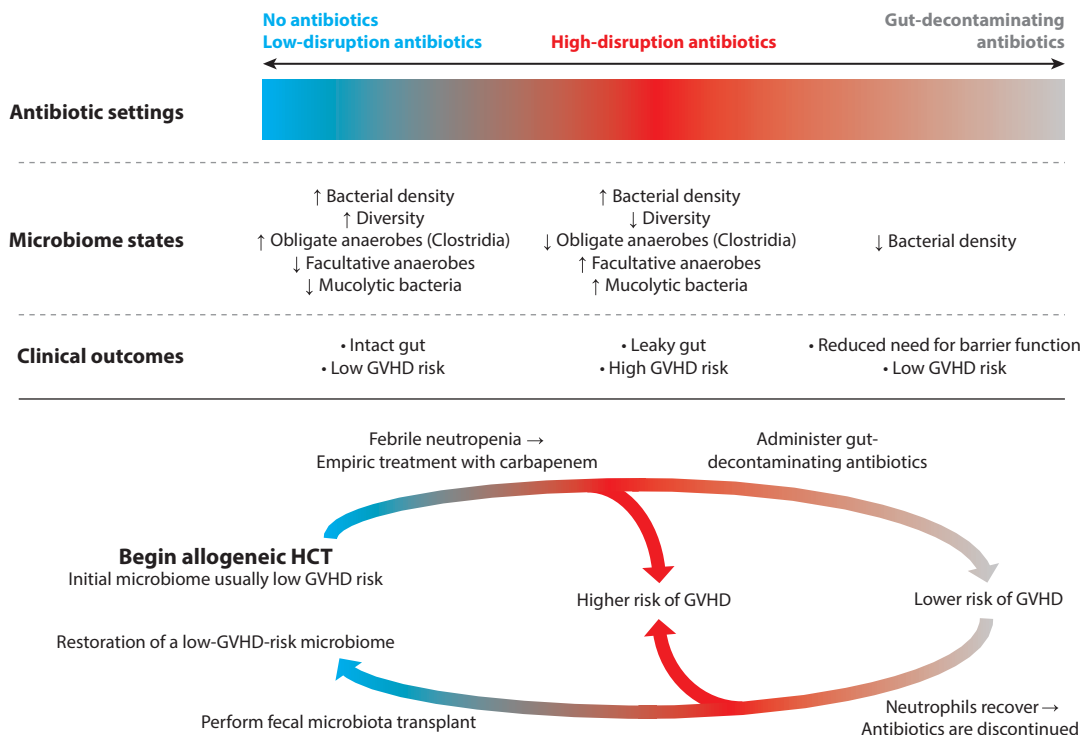 No antibiotics
Low-disruption antibiotics
High-disruption antibiotics
Gut-decontaminating
antibiotics
Antibiotic settings
Microbiome states
↑ Bacterial density
↑ Diversity
↑ Obligate anaerobes (Clostridia)
↓ Facultative anaerobes
↓ Mucolytic bacteria
↑ Bacterial density
↓ Diversity
↓ Obligate anaerobes (Clostridia)
↑ Facultative anaerobes
↑ Mucolytic bacteria
↓ Bacterial density
Clinical outcomes
• Intact gut
• Low GVHD risk
• Leaky gut
• High GVHD risk
• Reduced need for barrier function
• Low GVHD risk
Febrile neutropenia →
Empiric treatment with carbapenem
Administer gut-
decontaminating antibiotics
Begin allogeneic HCT
Initial microbiome usually low GVHD risk
Higher risk of GVHD
Lower risk of GVHD
Restoration of a low-GVHD-risk microbiome
Perform fecal microbiota transplant
Neutrophils recover →
Antibiotics are discontinued